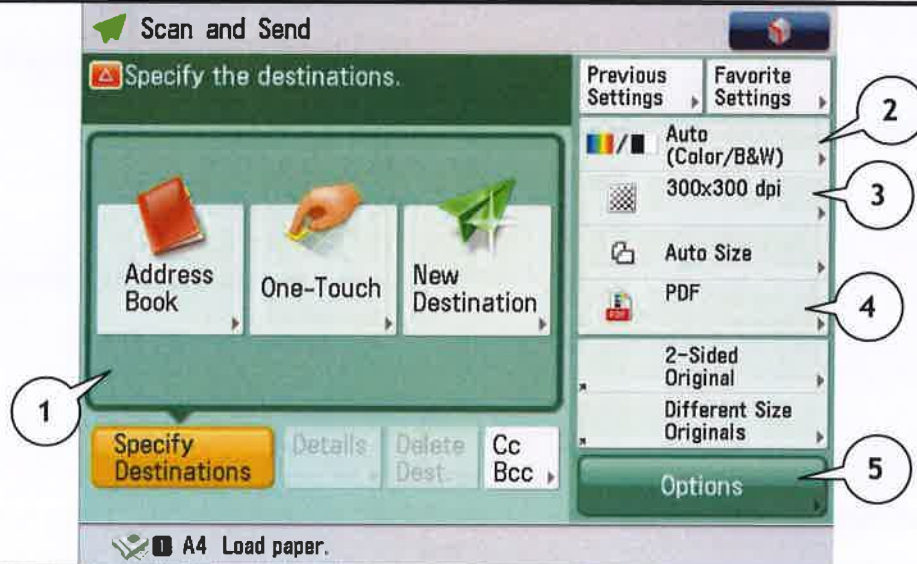 Scan and Send
Specify the destinations.
Previous
Settings
Favorite
Settings
Auto
(Color/B&W)
2
300x300 dpi
3
Address
Book
One-Touch
New
Destination
Auto Size
PDF
PDF
4
2-Sided
Original
Different Size
Originals
1
Specify
Destinations
Details
Delete
Dest.
Cc
Bcc
Options
5
1 A4 Load paper.